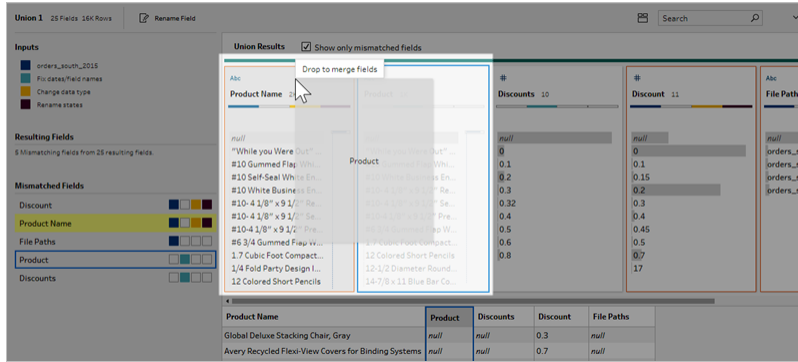 Union 1 25 Fields 16K Rows Rename Field Search
Inputs
orders_south_2015
Fix dates/field names
Change data type
Rename states
Resulting Fields
5 Mismatching fields from 25 resulting fields.
Mismatched Fields
Discount
Product Name
File Paths
Product
Discounts
Union Results Show only mismatched fields
Drop to merge fields
Abc
Product Name
null
"While you Were Out" ...
#10 Gummed Flap Whi...
#10 Self-Seal White En...
#10 White Business En...
#10- 4 1/8" x 9 1/2" Re...
#10- 4 1/8" x 9 1/2" Se...
#10-4 1/8" x 9 1/2" Pre...
#6 3/4 Gummed Flap W...
1.7 Cubic Foot Compact...
1/4 Fold Party Design I...
12 Colored Short Pencils
Product
1.7 Cubic Foot Compact...
12 Colored Short Pencils
12-1/2 Diameter Round...
14-7/8 x 11 Blue Bar Co...
#
Discounts 10
null
0
0.1
0.2
0.3
0.32
0.4
0.5
0.6
0.8
#
Discount 11
null
0
0.1
0.15
0.2
0.3
0.4
0.45
0.5
0.7
17
Abc
File Paths
null
orders_s
orders_s
orders_s
orders_s
Product Name Product Discounts Discount File Paths
Global Deluxe Stacking Chair, Gray null null 0.3 null
Avery Recycled Flexi-View Covers for Binding Systems null null 0.7 null